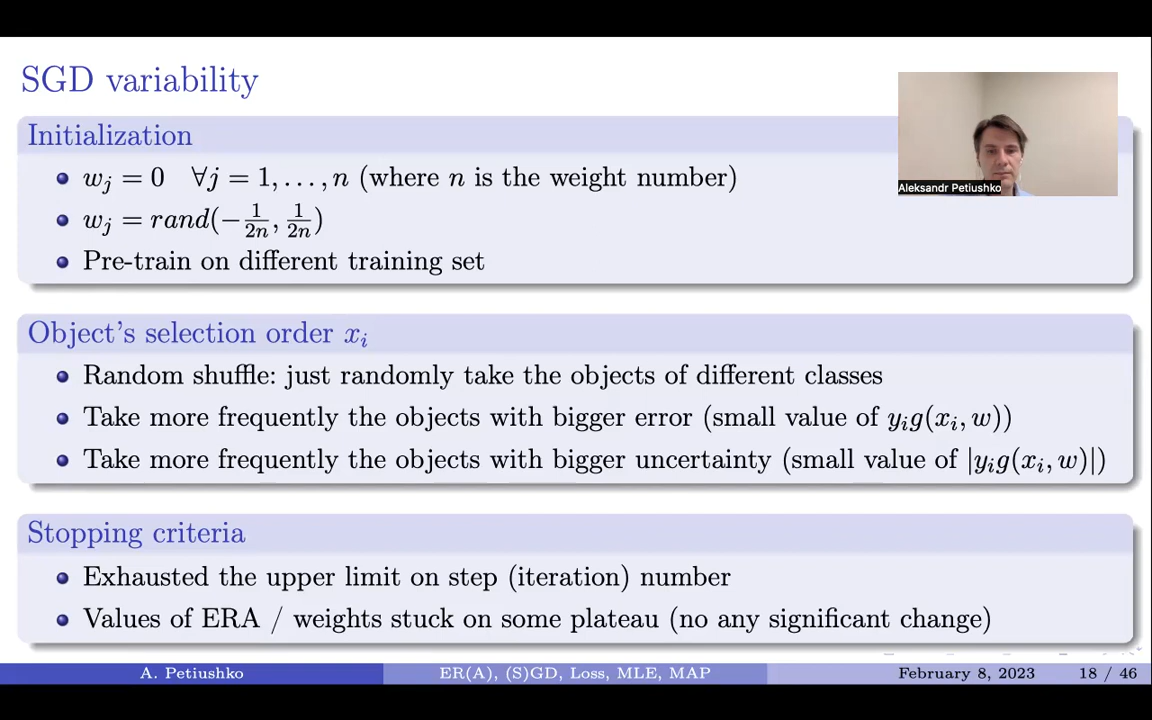 SGD variability
Initialization
w_j = 0 ∀j = 1, . . . , n (where n is the weight number)
w_j = rand(−1/2n, 1/2n)
Pre-train on different training set
Object's selection order x_i
Random shuffle: just randomly take the objects of different classes
Take more frequently the objects with bigger error (small value of y_i g(x_i, w))
Take more frequently the objects with bigger uncertainty (small value of |y_i g(x_i, w)|)
Stopping criteria
Exhausted the upper limit on step (iteration) number
Values of ERA / weights stuck on some plateau (no any significant change)
Aleksandr Petiushko
A. Petiushko ER(A), (S)GD, Loss, MLE, MAP February 8, 2023 18 / 46